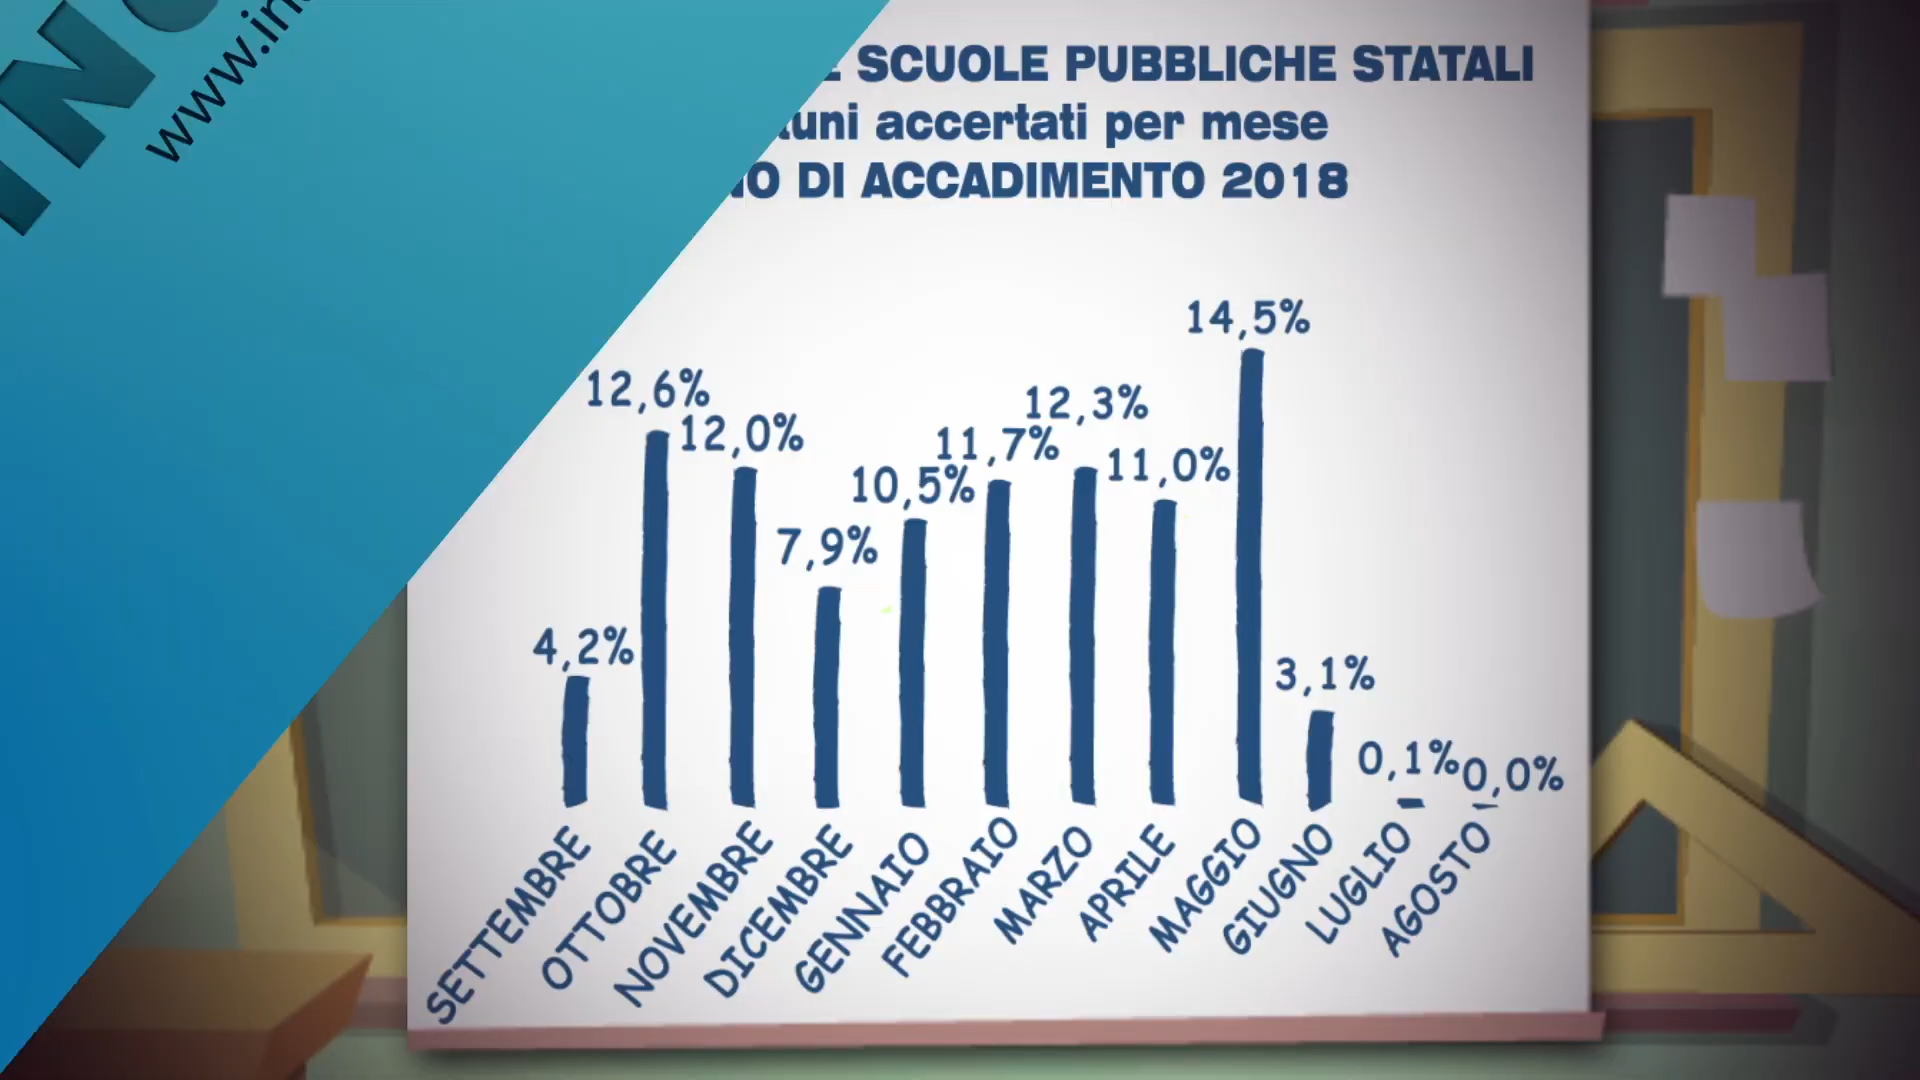 SCUOLE PUBBLICHE STATALI
accertati per mese
DI ACCADIMENTO 2018
14,5%
12,6%
12,3%
12,0%
11,7%
11,0%
10,5%
7,9%
4,2%
3,1%
0,1%
0,0%
SETTEMBRE
OTTOBRE
NOVEMBRE
DICEMBRE
GENNAIO
FEBBRAIO
MARZO
APRILE
MAGGIO
GIUGNO
LUGLIO
AGOSTO